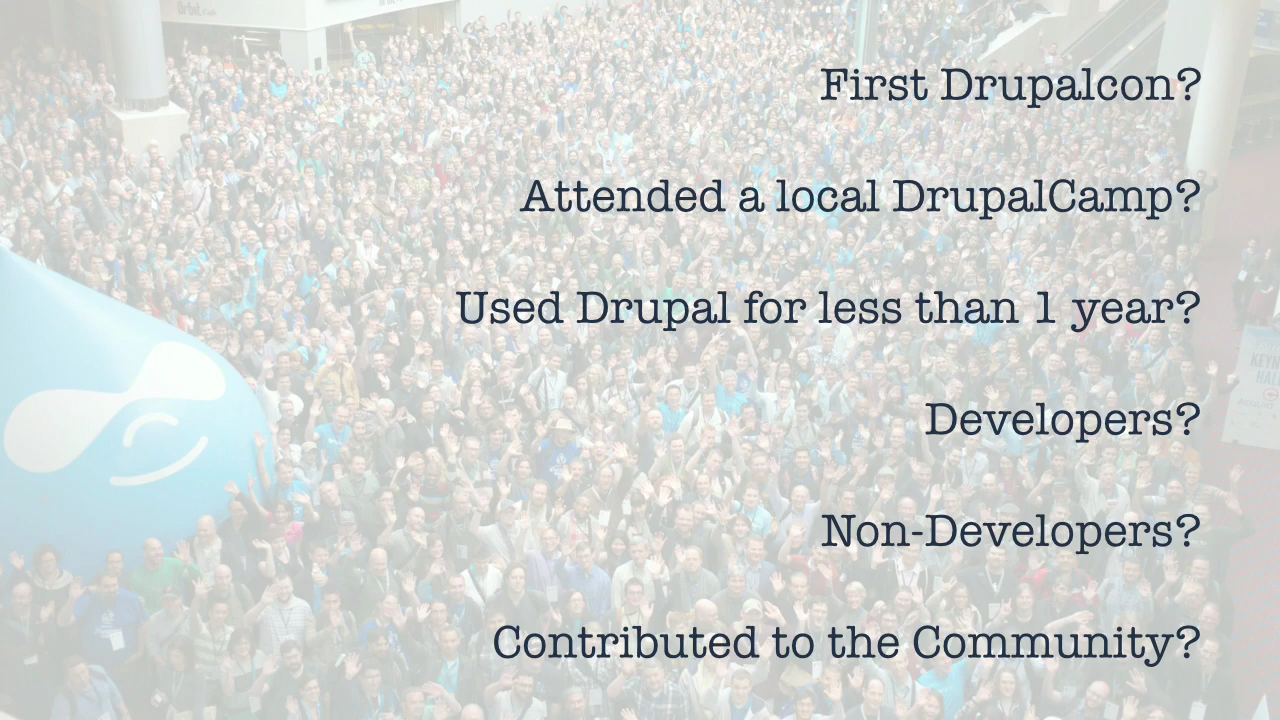 First Drupalcon?
Attended a local DrupalCamp?
Used Drupal for less than 1 year?
Developers?
Non-Developers?
Contributed to the Community?